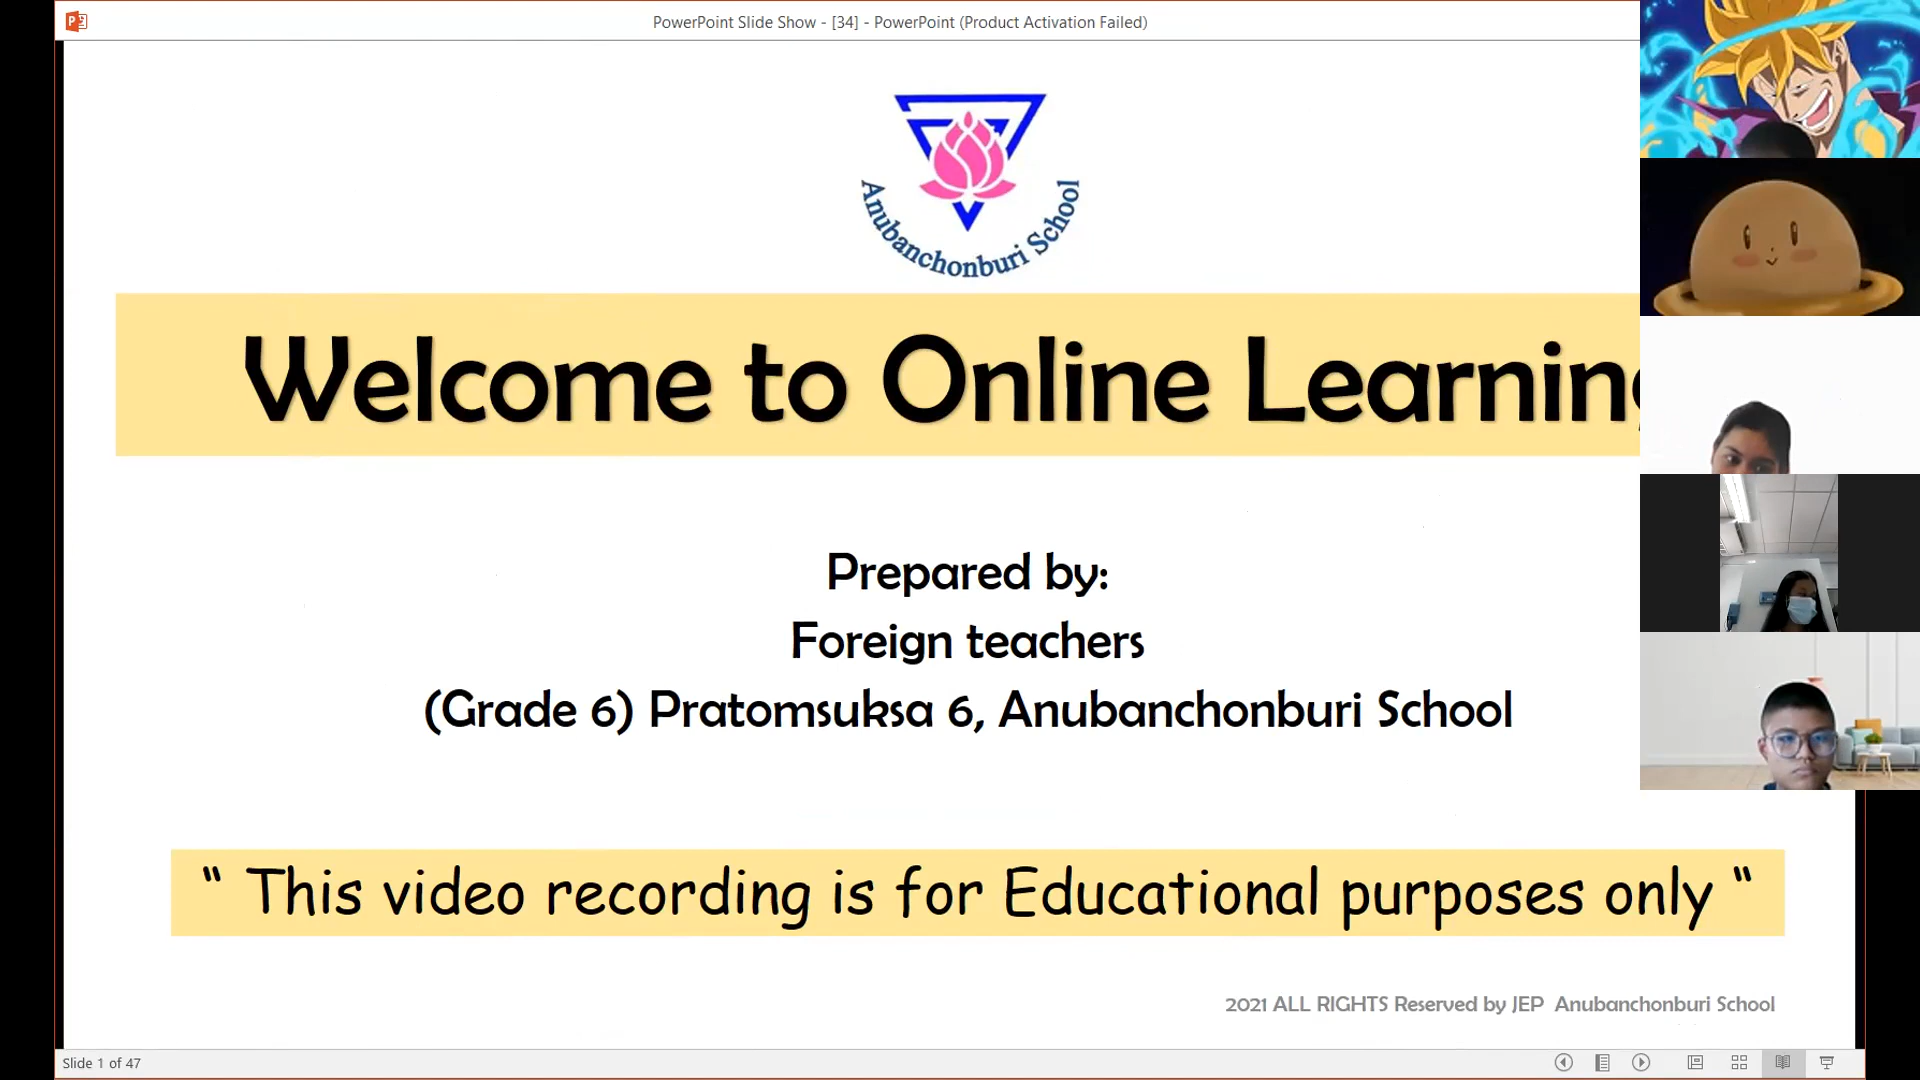 PowerPoint Slide Show - [34] - PowerPoint (Product Activation Failed)
Anubanchonburi School
Welcome to Online Learning
Prepared by:
Foreign teachers
(Grade 6) Pratomsuksa 6, Anubanchonburi School
“ This video recording is for Educational purposes only “
2021 ALL RIGHTS Reserved by JEP Anubanchonburi School
Slide 1 of 47